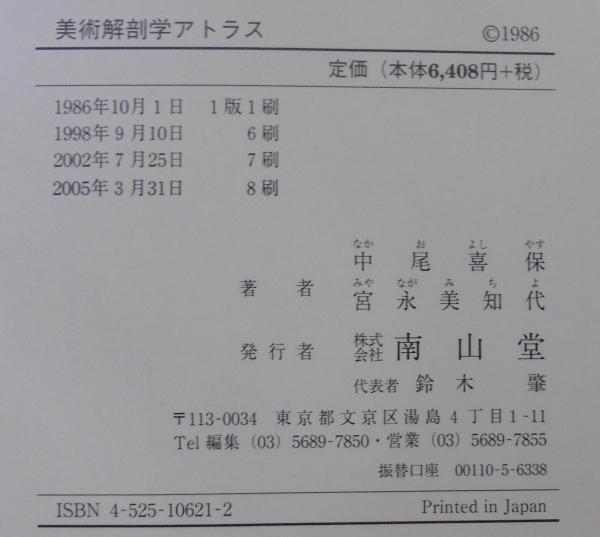 美術解剖学アトラス ©1986
定価（本体6,408円+税）
1986年10月1日 1版1刷
1998年9月10日 6刷
2002年7月25日 7刷
2005年3月31日 8刷
なか お よし やす
中尾喜保
著者
みや なが み ち よ
宮永美知代
発行者 株式会社 南山堂
代表者 鈴木 肇
〒113-0034 東京都文京区湯島4丁目1-11
Tel 編集 (03) 5689-7850・営業 (03) 5689-7855
振替口座 00110-5-6338
ISBN 4-525-10621-2 Printed in Japan